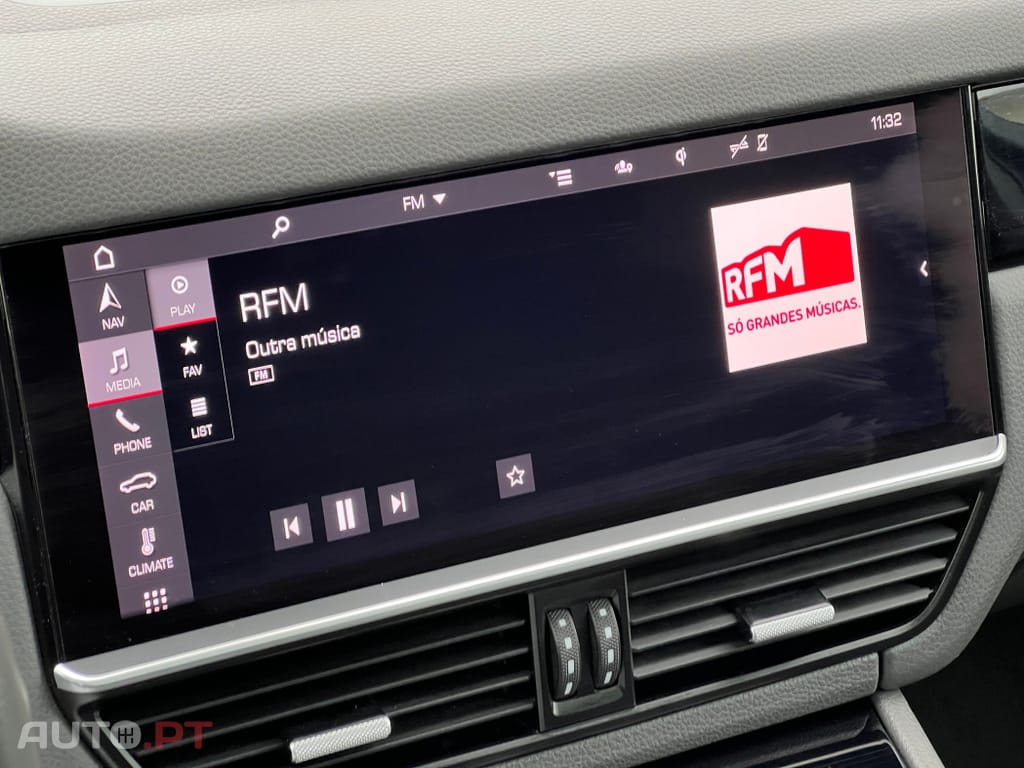 11:32
FM
NAV
PLAY
RFM
Outra música
FM
RFM
SÓ GRANDES MÚSICAS.
MEDIA
FAV
PHONE
LIST
CAR
CLIMATE
AUTO.PT